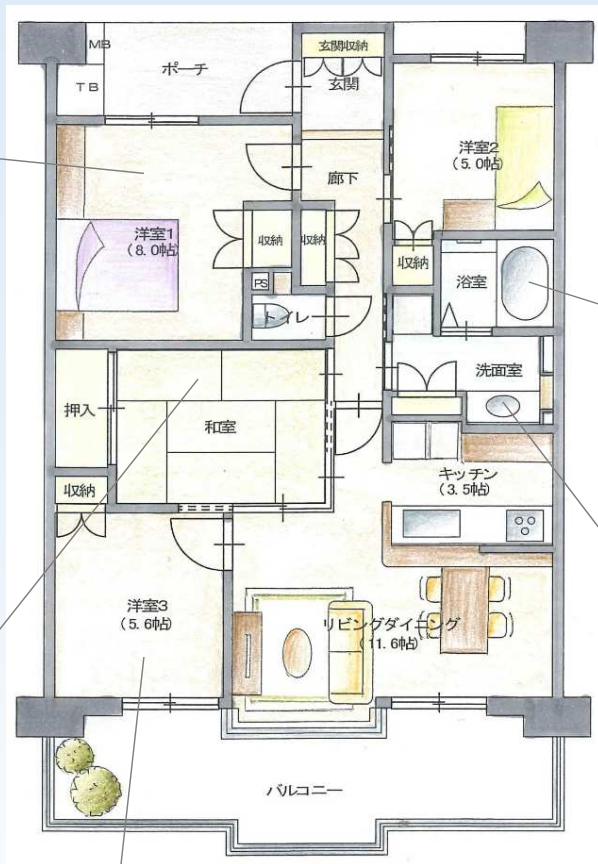 玄関収納
MB
ポーチ
玄関
TB
洋室2
(5.0帖)
廊下
洋室1
(8.0帖)
収納
収納
収納
浴室
PS
トイレ
洗面室
押入
和室
キッチン
(3.5帖)
収納
洋室3
(5.6帖)
リビングダイニング
(11.6帖)
バルコニー